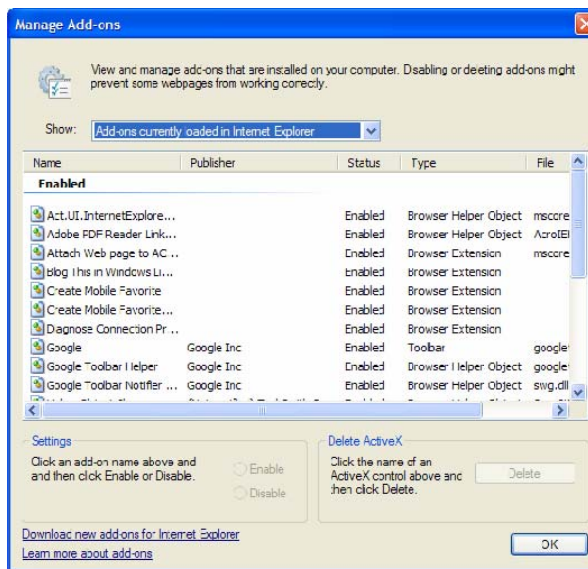 Manage Add-ons
View and manage add-ons that are installed on your computer. Disabling or deleting add-ons might
prevent some webpages from working correctly.
Show: Add-ons currently loaded in Internet Explorer
Name Publisher Status Type File
Enabled
Act.UI.InternetExplore... Enabled Browser Helper Object mscore
Adobe PDF Reader Link... Enabled Browser Helper Object AcroIE
Attach Web page to AC... Enabled Browser Extension mscore
Blog This in Windows Li... Enabled Browser Extension
Create Mobile Favorite Enabled Browser Extension
Create Mobile Favorite... Enabled Browser Extension
Diagnose Connection Pr... Enabled Browser Extension
Google Google Inc Enabled Toolbar google
Google Toolbar Helper Google Inc Enabled Browser Helper Object google
Google Toolbar Notifier ... Google Inc Enabled Browser Helper Object swg.dll
Settings
Click an add-on name above and
and then click Enable or Disable.
Enable
Disable
Delete ActiveX
Click the name of an
ActiveX control above and
then click Delete.
Delete
Download new add-ons for Internet Explorer
Learn more about add-ons
OK